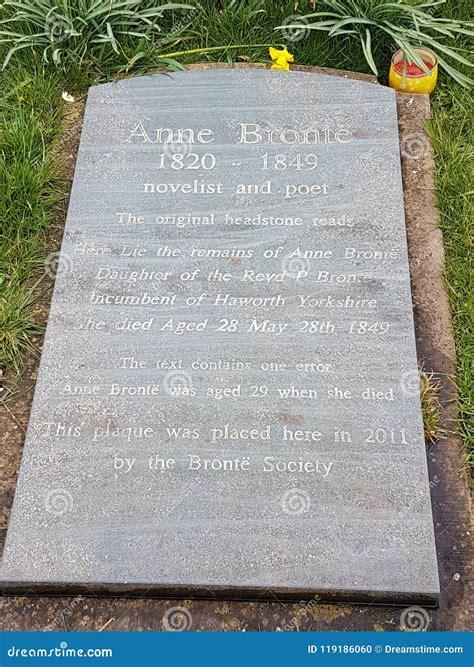 Anne Brontë
1820 - 1849
novelist and poet
The original headstone reads
Here Lie the remains of Anne Brontë
Daughter of the Revd P Brontë
Incumbent of Haworth Yorkshire
She died Aged 28 May 28th 1849
The text contains one error
Anne Brontë was aged 29 when she died
This plaque was placed here in 2011
by the Brontë Society
dreamstime.com
ID 119186060 © Dreamstime.com